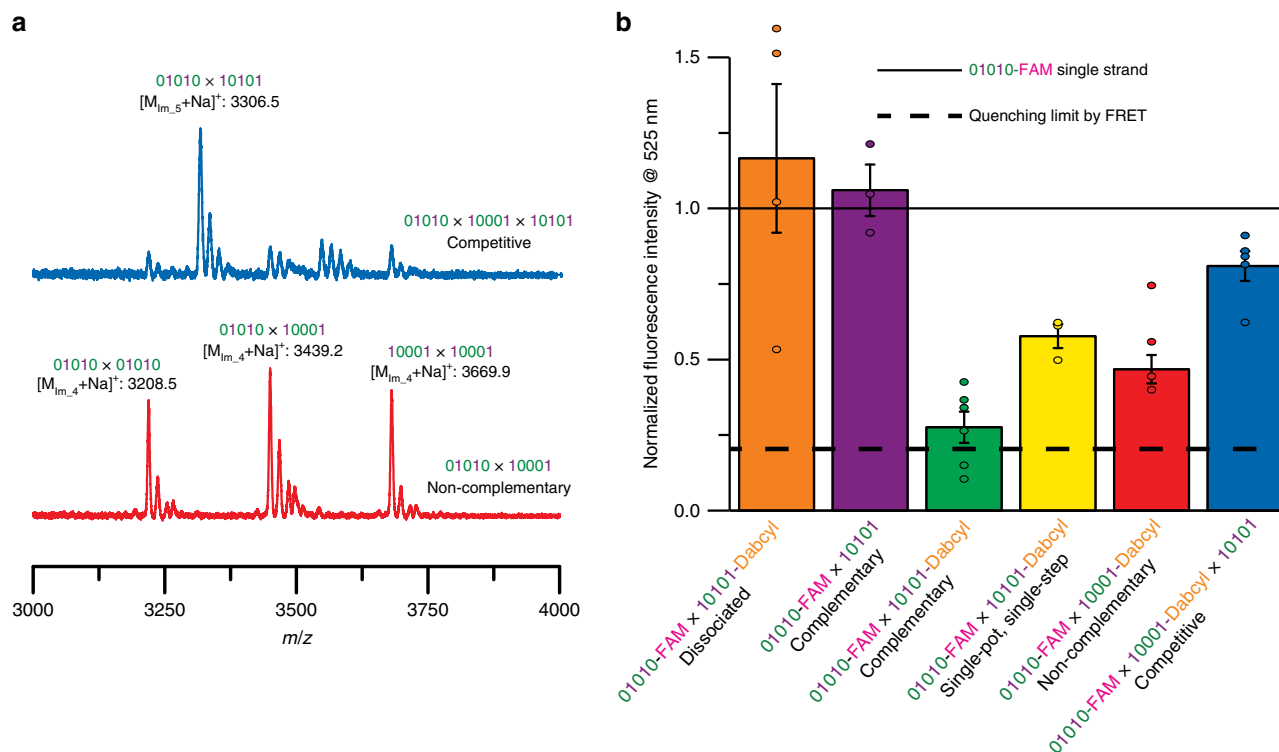 a
01010 × 10101
[M_Im_5+Na]⁺: 3306.5
01010 × 10001 × 10101
Competitive
01010 × 01010
[M_Im_4+Na]⁺: 3208.5
01010 × 10001
[M_Im_4+Na]⁺: 3439.2
10001 × 10001
[M_Im_4+Na]⁺: 3669.9
01010 × 10001
Non-complementary
3000
3250
3500
3750
4000
m/z
b
Normalized fluorescence intensity @ 525 nm
1.5
1.0
0.5
0.0
01010-FAM single strand
Quenching limit by FRET
01010-FAM × 10101-Dabcyl
Dissociated
01010-FAM × 10101
Complementary
01010-FAM × 10101-Dabcyl
Complementary
01010-FAM × 10101-Dabcyl
Single-pot, single-step
01010-FAM × 10001-Dabcyl
Non-complementary
01010-FAM × 10001-Dabcyl × 10101
Competitive